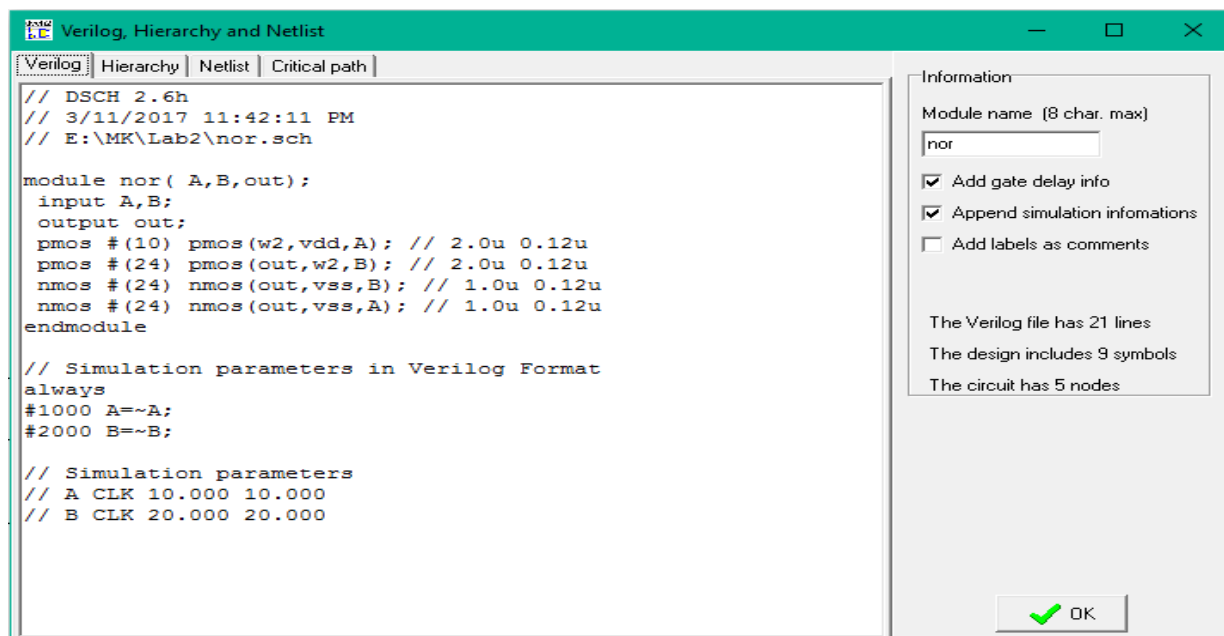 Verilog, Hierarchy and Netlist
Verilog Hierarchy Netlist Critical path
// DSCH 2.6h
// 3/11/2017 11:42:11 PM
// E:\MK\Lab2\nor.sch
module nor( A,B,out);
input A,B;
output out;
pmos #(10) pmos(w2,vdd,A); // 2.0u 0.12u
pmos #(24) pmos(out,w2,B); // 2.0u 0.12u
nmos #(24) nmos(out,vss,B); // 1.0u 0.12u
nmos #(24) nmos(out,vss,A); // 1.0u 0.12u
endmodule
// Simulation parameters in Verilog Format
always
#1000 A=~A;
#2000 B=~B;
// Simulation parameters
// A CLK 10.000 10.000
// B CLK 20.000 20.000
Information
Module name (8 char. max)
nor
Add gate delay info
Append simulation infomations
Add labels as comments
The Verilog file has 21 lines
The design includes 9 symbols
The circuit has 5 nodes
OK